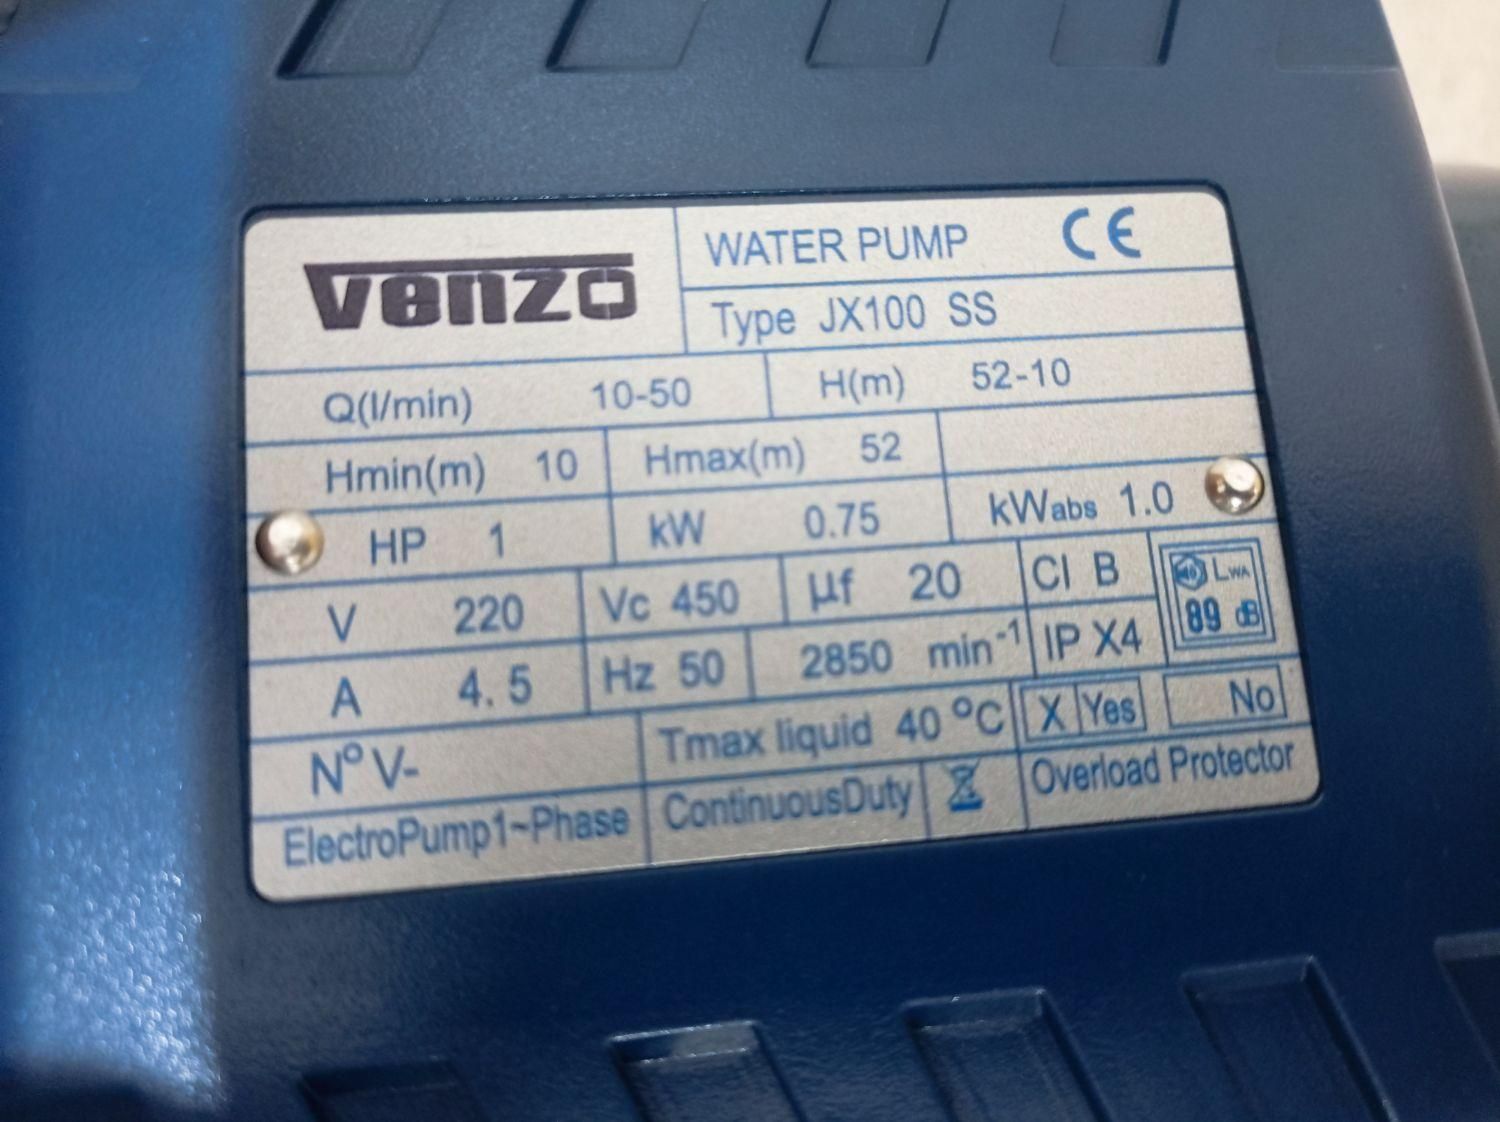 venzo
WATER PUMP CE
Type JX100 SS
Q(l/min) 10-50 H(m) 52-10
Hmin(m) 10 Hmax(m) 52
HP 1 kW 0.75 kWabs 1.0
V 220 Vc 450 µf 20 Cl B
LWA
89 dB
A 4.5 Hz 50 2850 min-1 IP X4
N° V- Tmax liquid 40 °C X Yes No
ElectroPump1~Phase ContinuousDuty Overload Protector